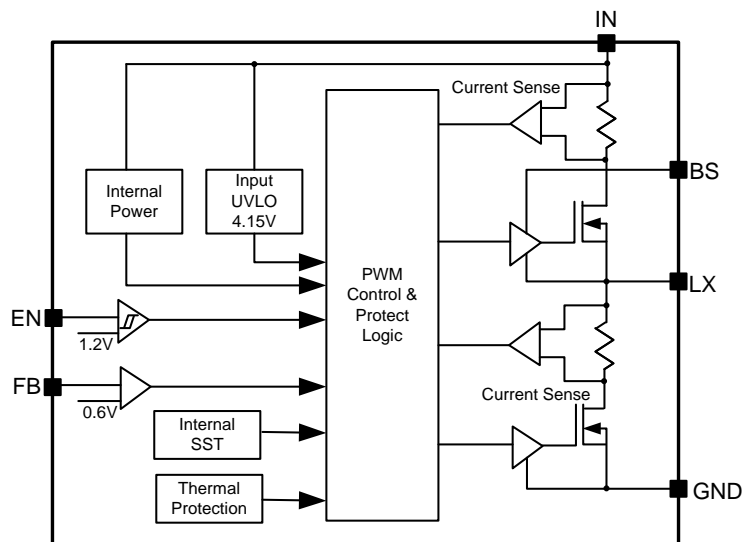 IN
Current Sense
BS
Internal
Power
Input
UVLO
4.15V
PWM
Control &
Protect
Logic
LX
EN
1.2V
FB
0.6V
Current Sense
Internal
SST
Thermal
Protection
GND